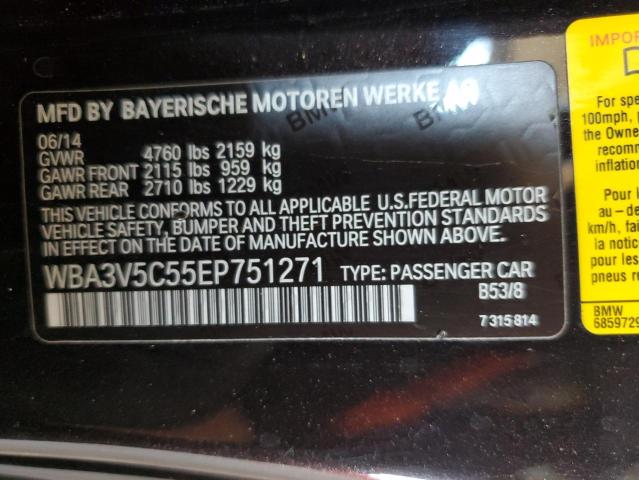 MFD BY BAYERISCHE MOTOREN WERKE AG
06/14
GVWR 4760 lbs 2159 kg
GAWR FRONT 2115 lbs 959 kg
GAWR REAR 2710 lbs 1229 kg
THIS VEHICLE CONFORMS TO ALL APPLICABLE U.S.FEDERAL MOTOR
VEHICLE SAFETY, BUMPER AND THEFT PREVENTION STANDARDS
IN EFFECT ON THE DATE OF MANUFACTURE SHOWN ABOVE.
WBA3V5C55EP751271 TYPE: PASSENGER CAR
B53/8
7 315 814
IMPOR
For spe
100mph,
the Owne
recomm
inflation
Pour
au – de
km/h, fai
la notic
pour les
pneus r
BMW
6859729